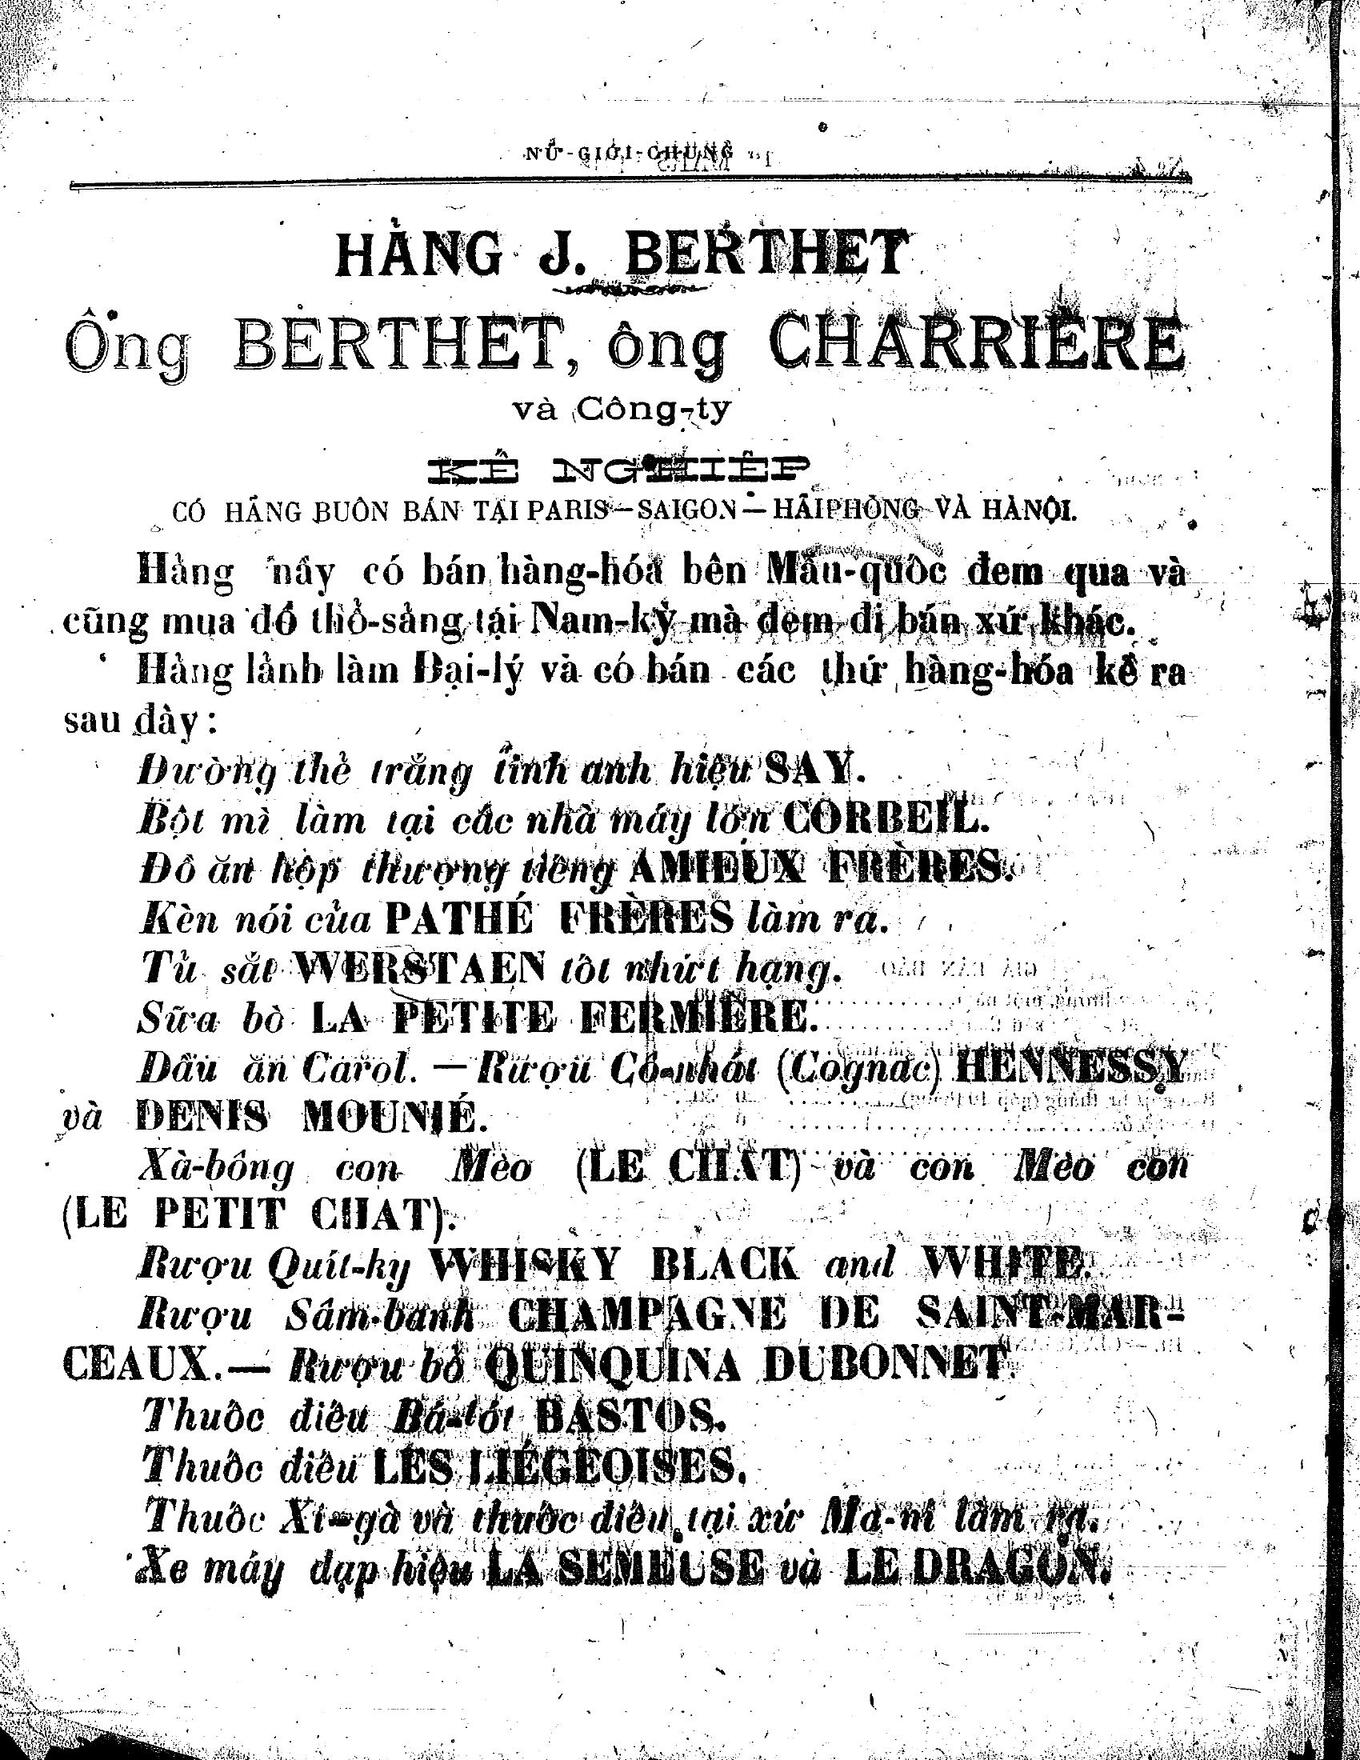 NỮ-GIỚI-CHUNG
HẢNG J. BERTHET
Ông BERTHET, ông CHARRIÈRE
và Công-ty
KẾ NGHIỆP
CÓ HÃNG BUÔN BÁN TẠI PARIS — SAIGON — HÃIPHÒNG VÀ HÀNỘI.
Hảng nầy có bán hàng-hóa bên Mẩu-quốc đem qua và
cũng mua đồ thổ-sảng tại Nam-kỳ mà đem đi bán xứ khác.
Hảng lảnh làm Đại-lý và có bán các thứ hàng-hóa kể ra
sau đây:
Đường thẻ trắng tinh anh hiệu SAY.
Bột mì làm tại các nhà máy lớn CORBEIL.
Đồ ăn hộp thượng tiếng AMIEUX FRÈRES.
Kèn nói của PATHÉ FRÈRES làm ra.
Tủ sắt WERSTAEN tốt nhứt hạng.
Sữa bò LA PETITE FERMIÈRE.
Dầu ăn Carol. — Rượu Cô-nhát (Cognac) HENNESSY
và DENIS MOUNIÉ.
Xà-bông con Mèo (LE CHAT) và con Mèo con
(LE PETIT CHAT).
Rượu Quít-ky WHISKY BLACK and WHITE.
Rượu Sâm-banh CHAMPAGNE DE SAINT-MAR-
CEAUX.— Rượu bổ QUINQUINA DUBONNET
Thuốc điếu Bá-tót BASTOS.
Thuốc điếu LES LIÉGEOISES.
Thuốc Xì-gà và thuốc điếu tại xứ Ma-ní làm ra.
Xe máy đạp hiệu LA SEMEUSE và LE DRAGON.